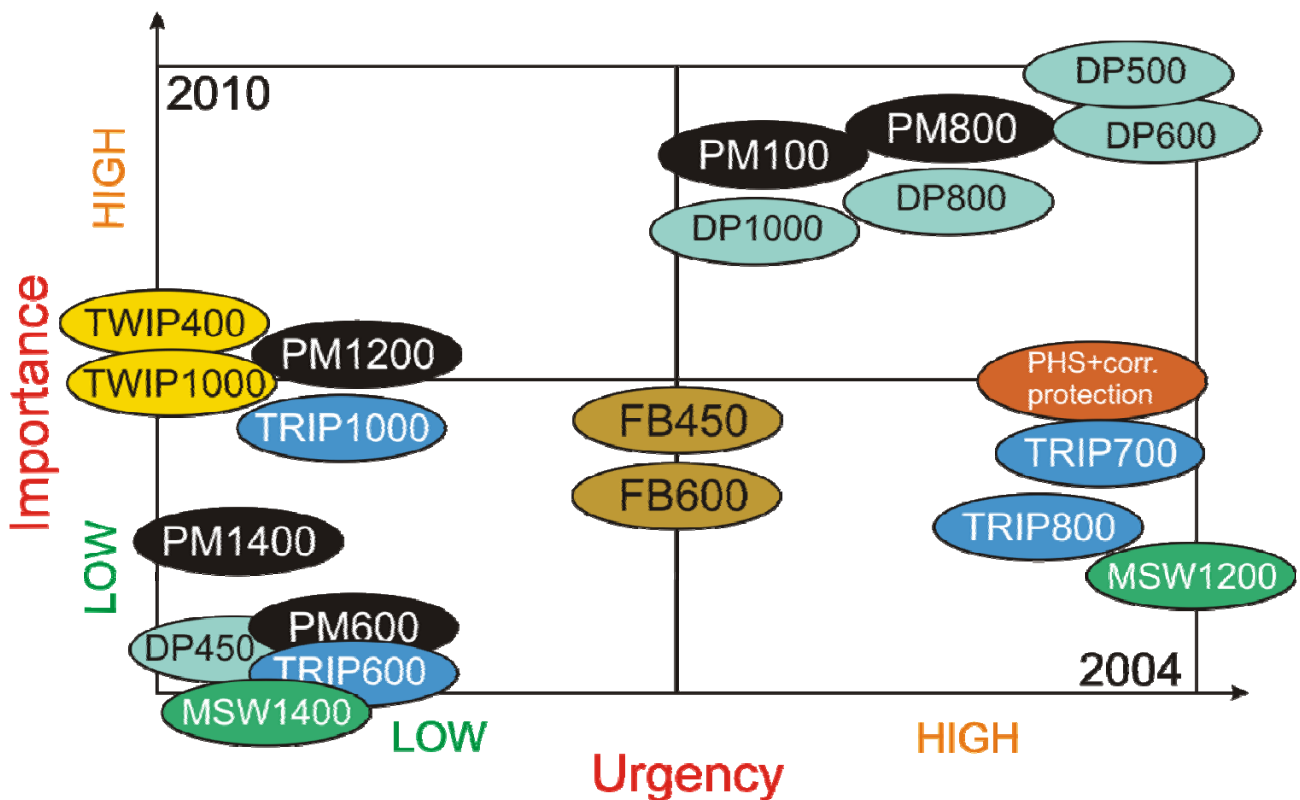 2010
DP500
DP600
PM800
PM100
DP800
DP1000
HIGH
Importance
LOW
TWIP400
PM1200
TWIP1000
TRIP1000
FB450
FB600
PHS+corr.
protection
TRIP700
TRIP800
MSW1200
PM1400
PM600
DP450
TRIP600
MSW1400
2004
LOW
HIGH
Urgency